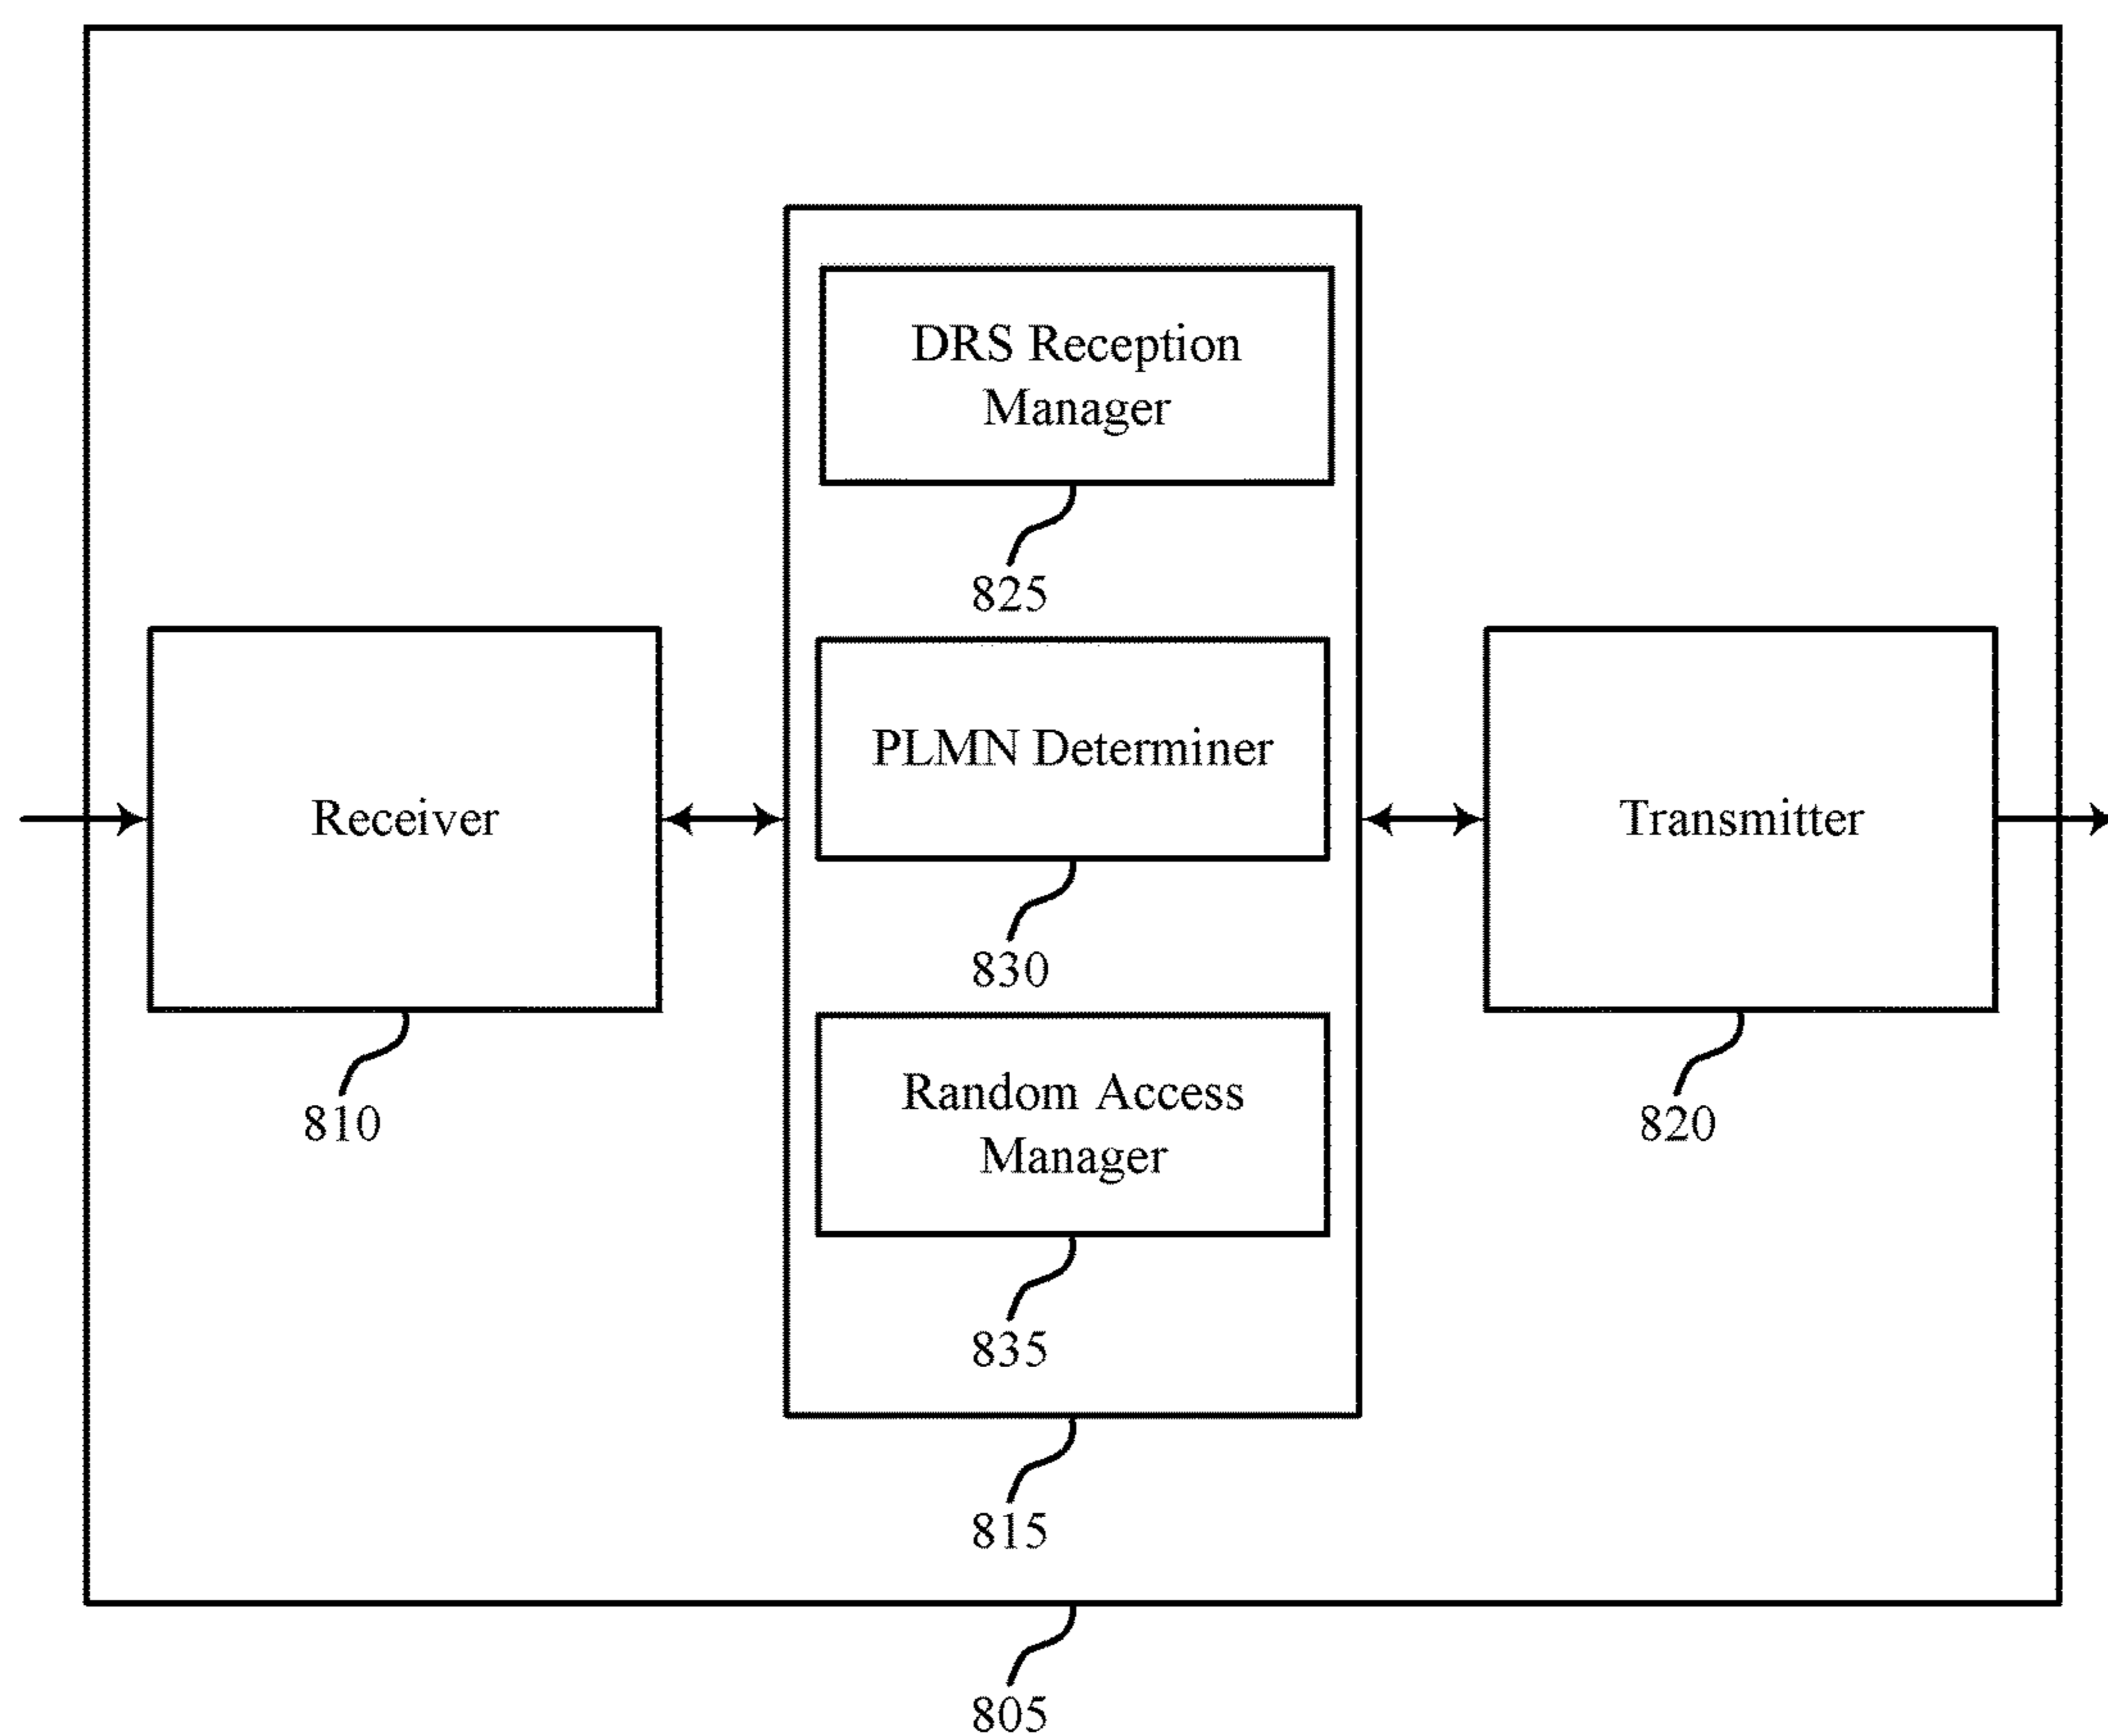 DRS Reception
Manager
825
PLMN Determiner
830
Random Access
Manager
835
815
Receiver
810
Transmitter
820
805